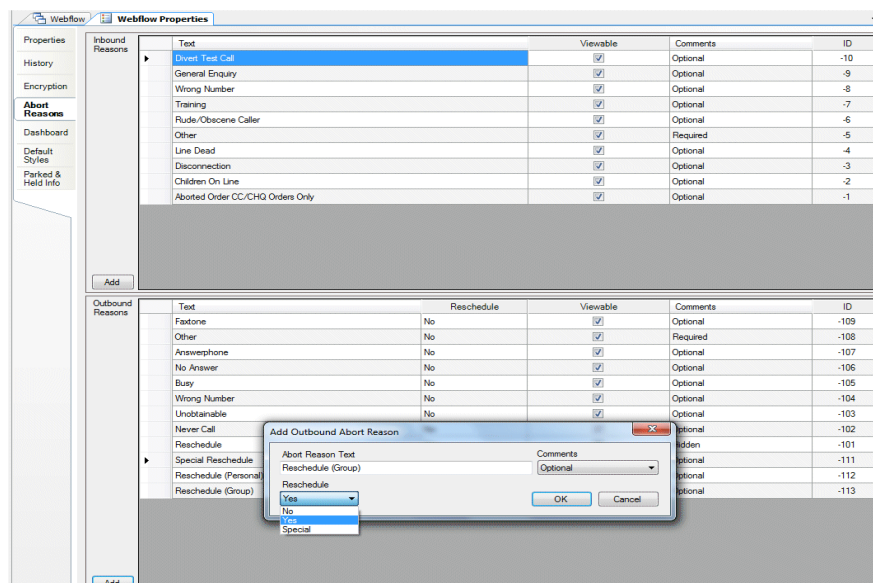 Webflow Webflow Properties
Properties
History
Encryption
Abort
Reasons
Dashboard
Default
Styles
Parked &
Held Info
Inbound
Reasons
Text Viewable Comments ID
Divert Test Call Optional -10
General Enquiry Optional -9
Wrong Number Optional -8
Training Optional -7
Rude/Obscene Caller Optional -6
Other Required -5
Line Dead Optional -4
Disconnection Optional -3
Children On Line Optional -2
Aborted Order CC/CHQ Orders Only Optional -1
Add
Outbound
Reasons
Text Reschedule Viewable Comments ID
Faxtone No Optional -109
Other No Required -108
Answerphone No Optional -107
No Answer No Optional -106
Busy No Optional -105
Wrong Number No Optional -104
Unobtainable No Optional -103
Never Call -102
Reschedule -101
Special Reschedule -111
Reschedule (Personal) -112
Reschedule (Group) -113
Add Outbound Abort Reason
Abort Reason Text Comments
Reschedule (Group) Optional
Reschedule
Yes OK Cancel
No
Yes
Special
Add